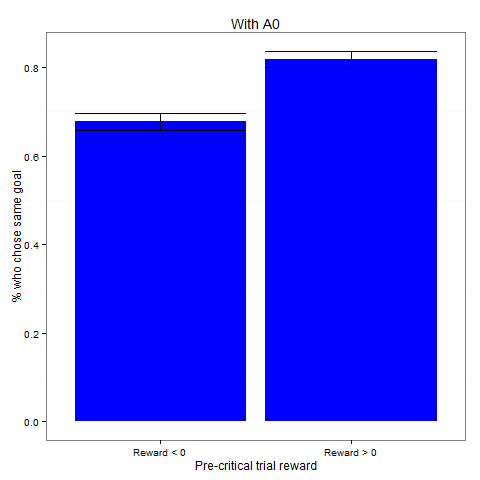 With A0
% who chose same goal
0.8
0.6
0.4
0.2
0.0
Reward < 0
Reward > 0
Pre-critical trial reward